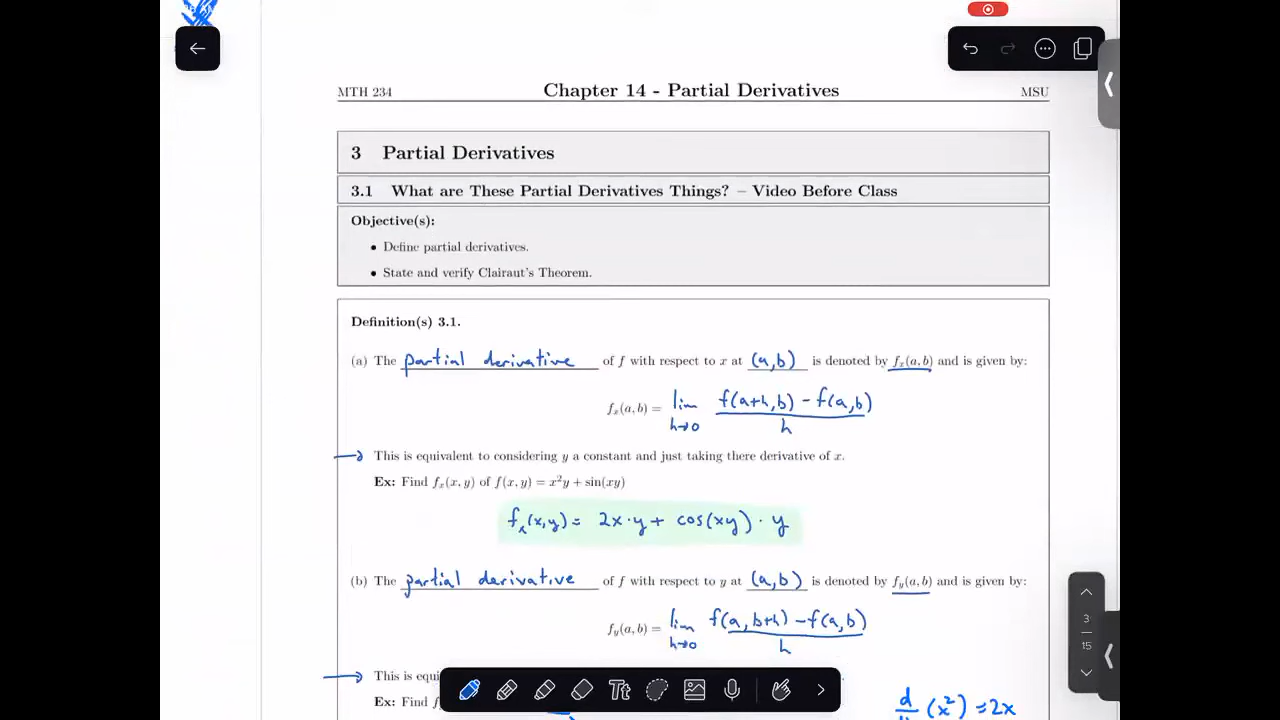 MTH 234 Chapter 14 - Partial Derivatives MSU
3 Partial Derivatives
3.1 What are These Partial Derivatives Things? – Video Before Class
Objective(s):
• Define partial derivatives.
• State and verify Clairaut's Theorem.
Definition(s) 3.1.
(a) The partial derivative of f with respect to x at (a,b) is denoted by fₓ(a, b) and is given by:
fₓ(a, b) = lim h→0 f(a+h,b) - f(a,b) / h
→ This is equivalent to considering y a constant and just taking there derivative of x.
Ex: Find fₓ(x, y) of f(x, y) = x²y + sin(xy)
fₓ(x,y) = 2x·y + cos(xy) · y
(b) The partial derivative of f with respect to y at (a,b) is denoted by f_y(a, b) and is given by:
f_y(a, b) = lim h→0 f(a, b+h) - f(a,b) / h
3
15
→ This is equi
Tt
Ex: Find f
d (x²) = 2x